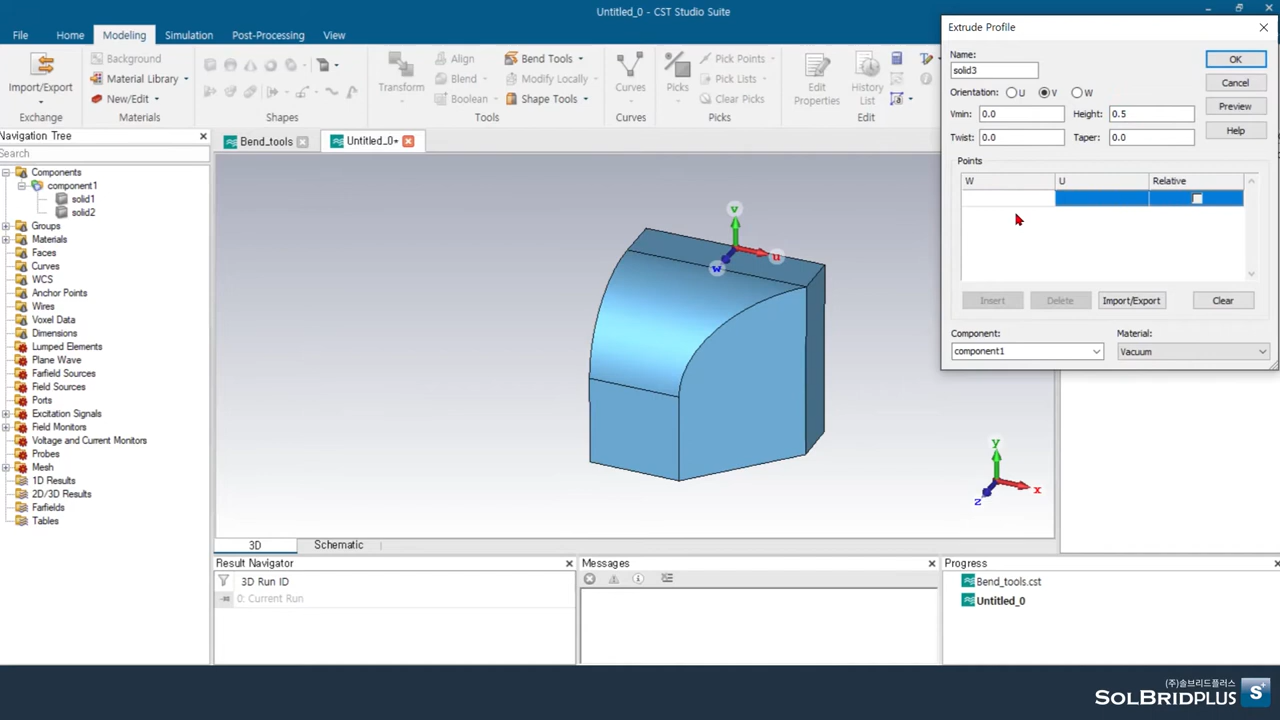 Untitled_0 - CST Studio Suite
File
Home
Modeling
Simulation
Post-Processing
View
Import/Export
Exchange
Background
Material Library
New/Edit
Materials
Shapes
Transform
Align
Blend
Boolean
Bend Tools
Modify Locally
Shape Tools
Tools
Curves
Curves
Picks
Pick Points
Pick Lists
Clear Picks
Picks
Edit
Properties
History
List
Edit
Navigation Tree
Search
Components
component1
solid1
solid2
Groups
Materials
Faces
Curves
WCS
Anchor Points
Wires
Voxel Data
Dimensions
Lumped Elements
Plane Wave
Farfield Sources
Field Sources
Ports
Excitation Signals
Field Monitors
Voltage and Current Monitors
Probes
Mesh
1D Results
2D/3D Results
Farfields
Tables
Bend_tools
Untitled_0*
v
u
w
y
x
z
3D
Schematic
Extrude Profile
Name:
solid3
Orientation: U V W
Vmin: 0.0 Height: 0.5
Twist: 0.0 Taper: 0.0
OK
Cancel
Preview
Help
Points
W U Relative
Insert Delete Import/Export Clear
Component: Material:
component1 Vacuum
Result Navigator
3D Run ID
0: Current Run
Messages
Progress
Bend_tools.cst
Untitled_0
(주)솔브리드플러스
SOLBRIDPLUS
S+